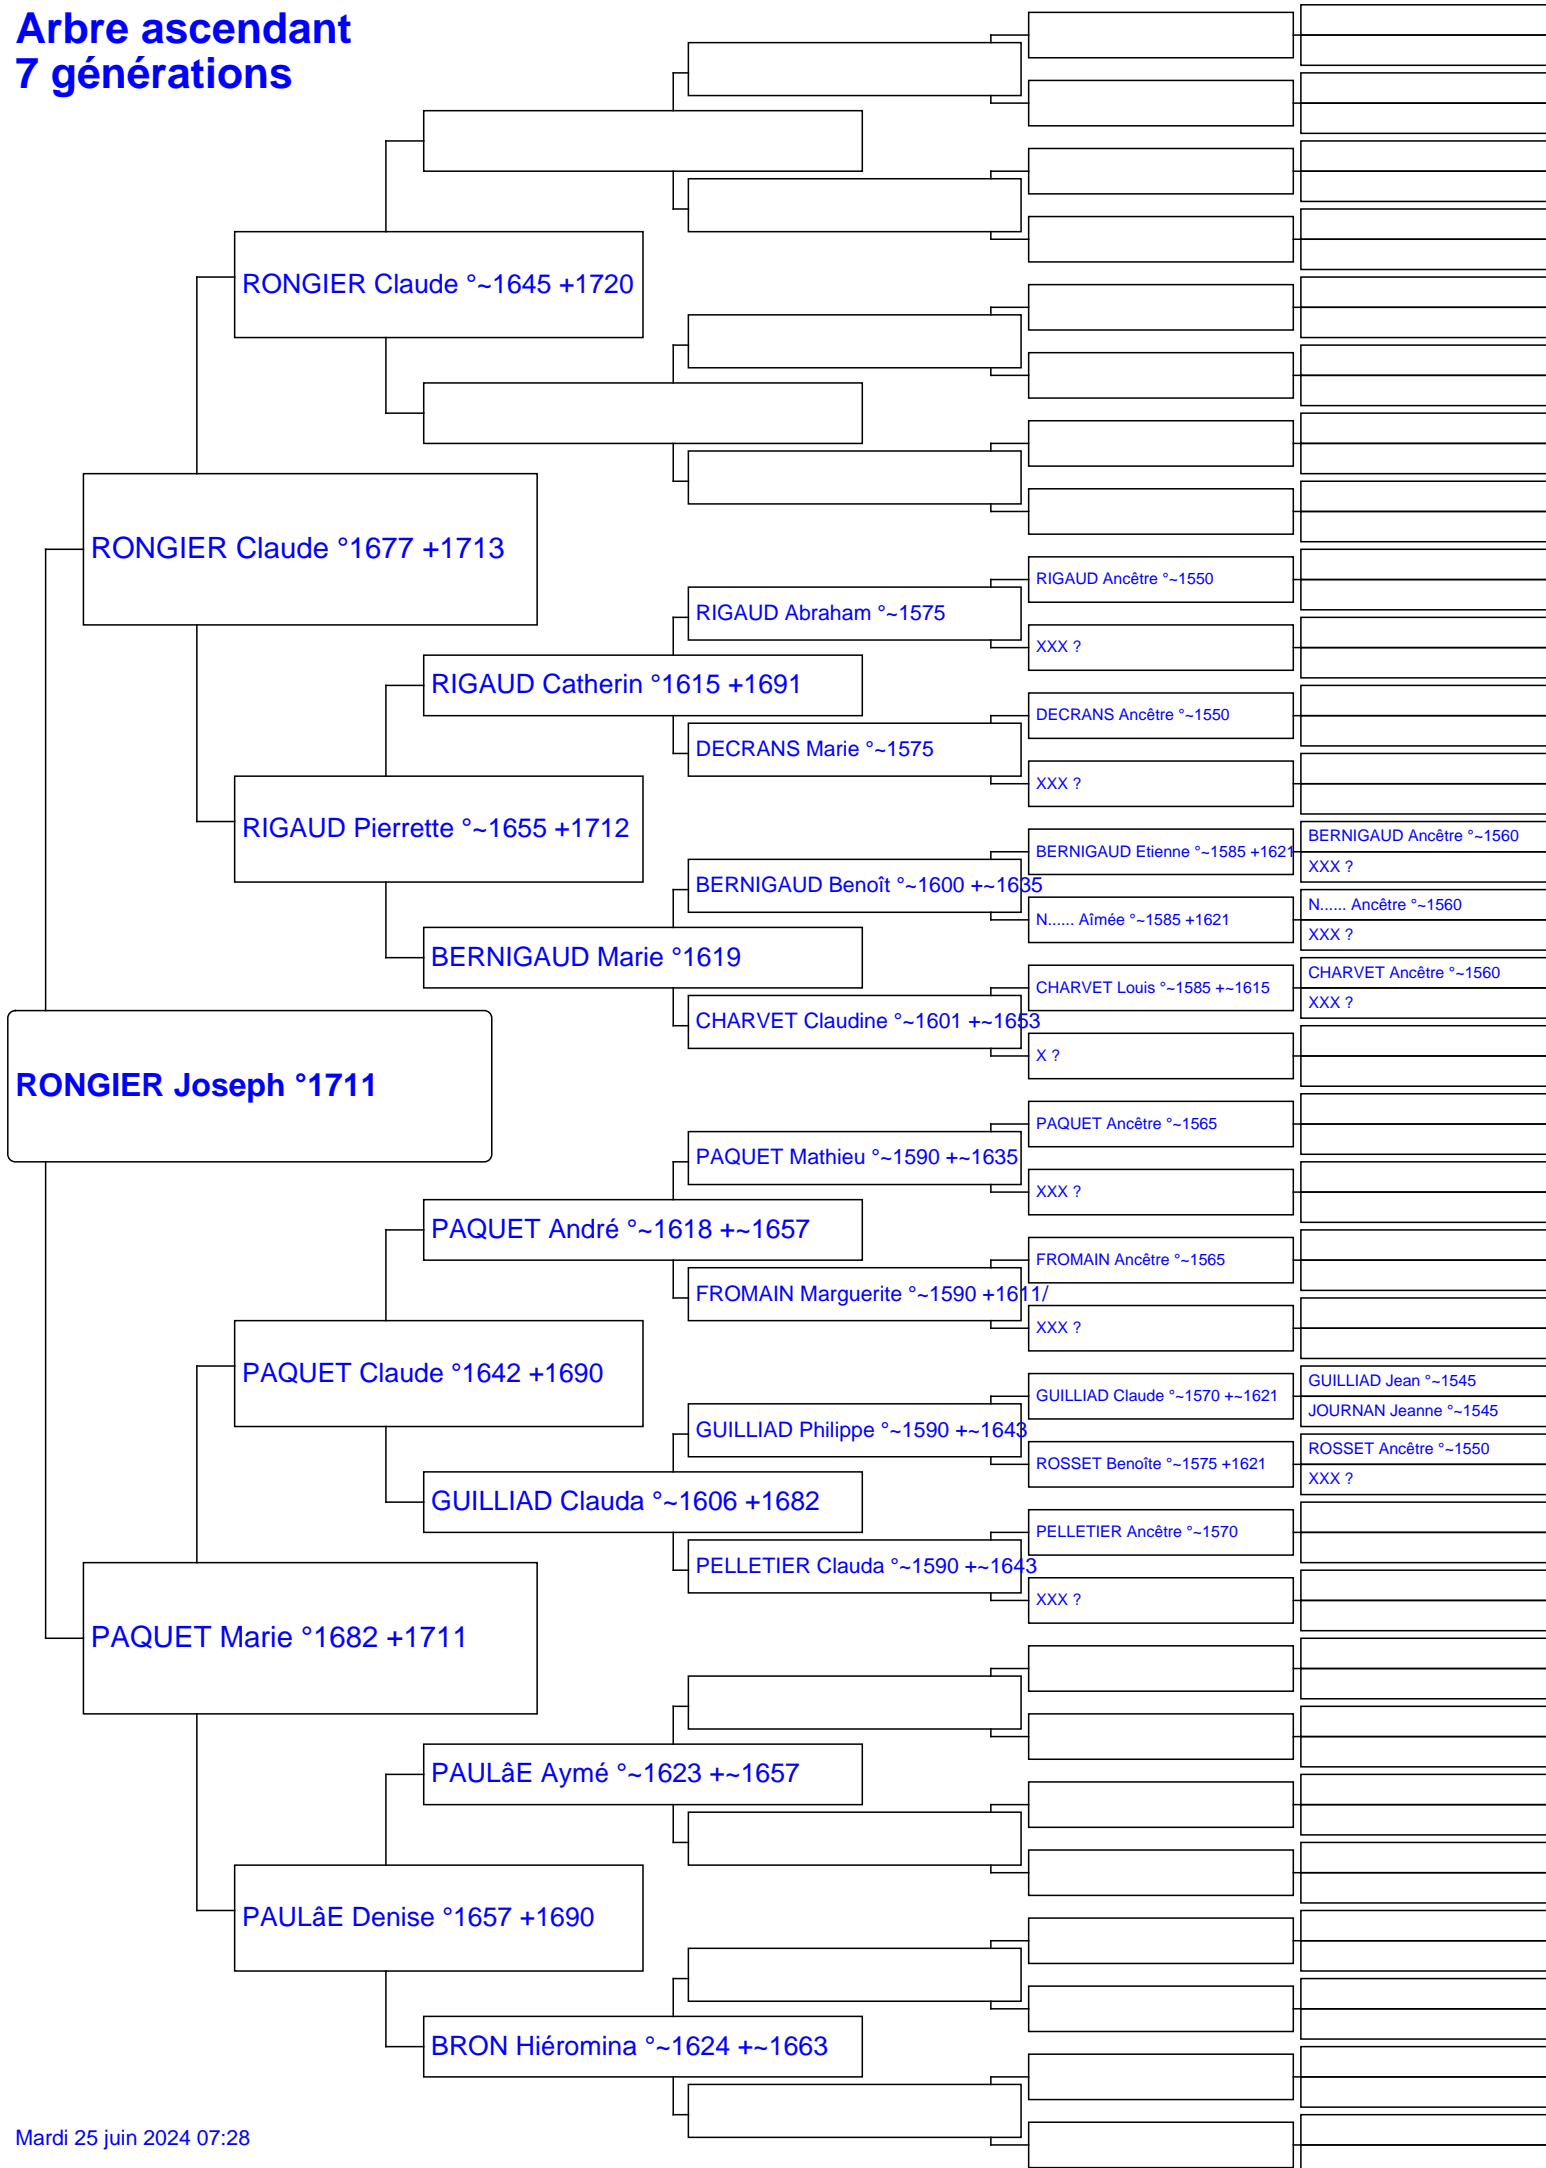 Arbre ascendant
7 générations
RONGIER Claude °~1645 +1720
RONGIER Claude °1677 +1713
RIGAUD Ancêtre °~1550
RIGAUD Abraham °~1575
XXX ?
RIGAUD Catherin °1615 +1691
DECRANS Ancêtre °~1550
DECRANS Marie °~1575
XXX ?
RIGAUD Pierrette °~1655 +1712
BERNIGAUD Ancêtre °~1560
BERNIGAUD Etienne °~1585 +1621
XXX ?
BERNIGAUD Benoît °~1600 +~1635
N...... Ancêtre °~1560
N...... Aîmée °~1585 +1621
XXX ?
BERNIGAUD Marie °1619
CHARVET Ancêtre °~1560
CHARVET Louis °~1585 +~1615
XXX ?
CHARVET Claudine °~1601 +~1653
X ?
RONGIER Joseph °1711
PAQUET Ancêtre °~1565
PAQUET Mathieu °~1590 +~1635
XXX ?
PAQUET André °~1618 +~1657
FROMAIN Ancêtre °~1565
FROMAIN Marguerite °~1590 +1611/
XXX ?
PAQUET Claude °1642 +1690
GUILLIAD Jean °~1545
GUILLIAD Claude °~1570 +~1621
JOURNAN Jeanne °~1545
GUILLIAD Philippe °~1590 +~1643
ROSSET Ancêtre °~1550
ROSSET Benoîte °~1575 +1621
XXX ?
GUILLIAD Clauda °~1606 +1682
PELLETIER Ancêtre °~1570
PELLETIER Clauda °~1590 +~1643
XXX ?
PAQUET Marie °1682 +1711
PAULâE Aymé °~1623 +~1657
PAULâE Denise °1657 +1690
BRON Hiéromina °~1624 +~1663
Mardi 25 juin 2024 07:28